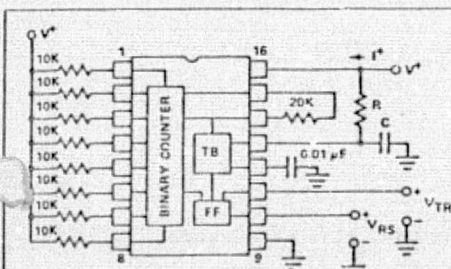 V+
10K
10K
10K
10K
10K
10K
10K
10K
1
16
8
9
BINARY COUNTER
TB
FF
I+
V+
20K
R
C
0.01 μF
+
VTR
+
VRS
-
-